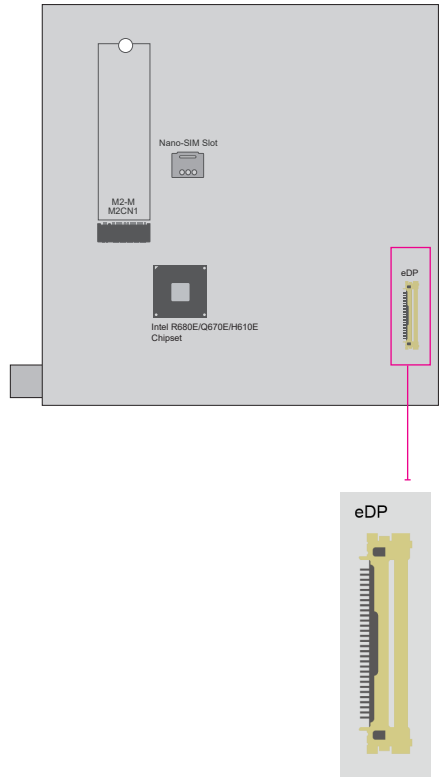 Nano-SIM Slot
M2-M
M2CN1
eDP
Intel R680E/Q670E/H610E
Chipset
eDP